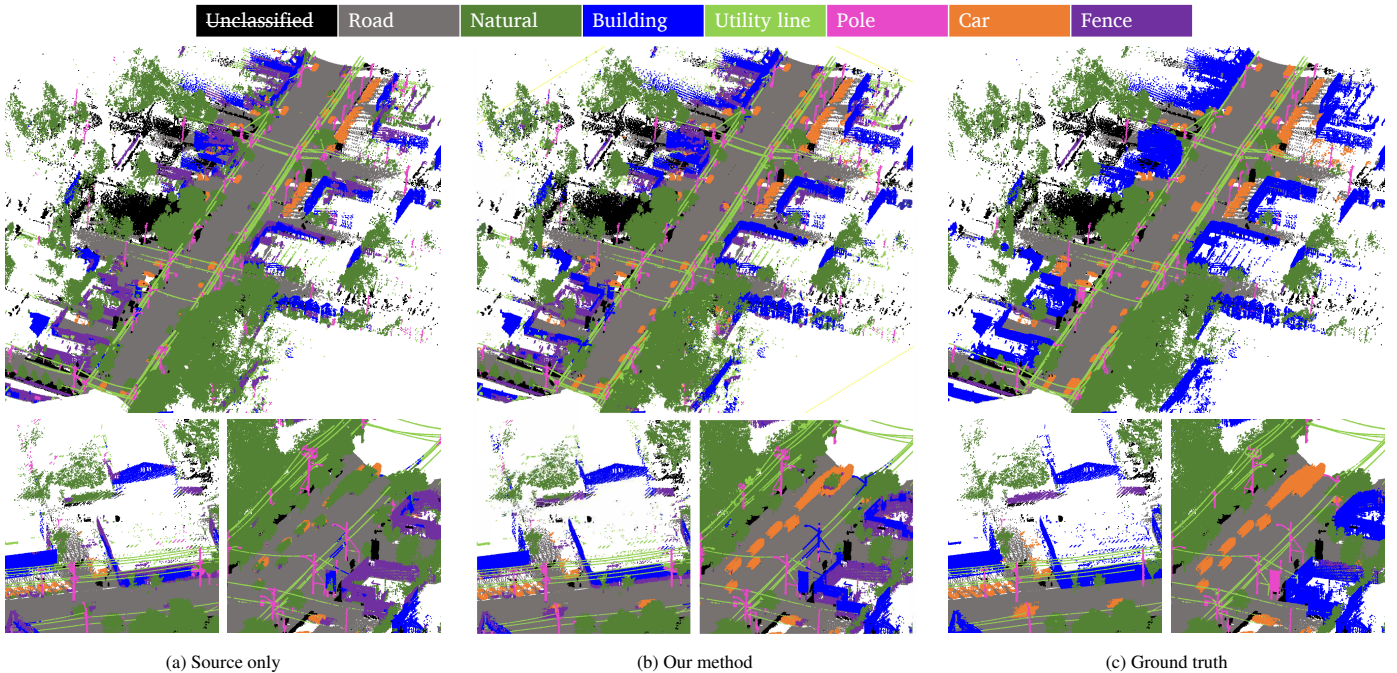 Unclassified Road Natural Building Utility line Pole Car Fence
(a) Source only (b) Our method (c) Ground truth